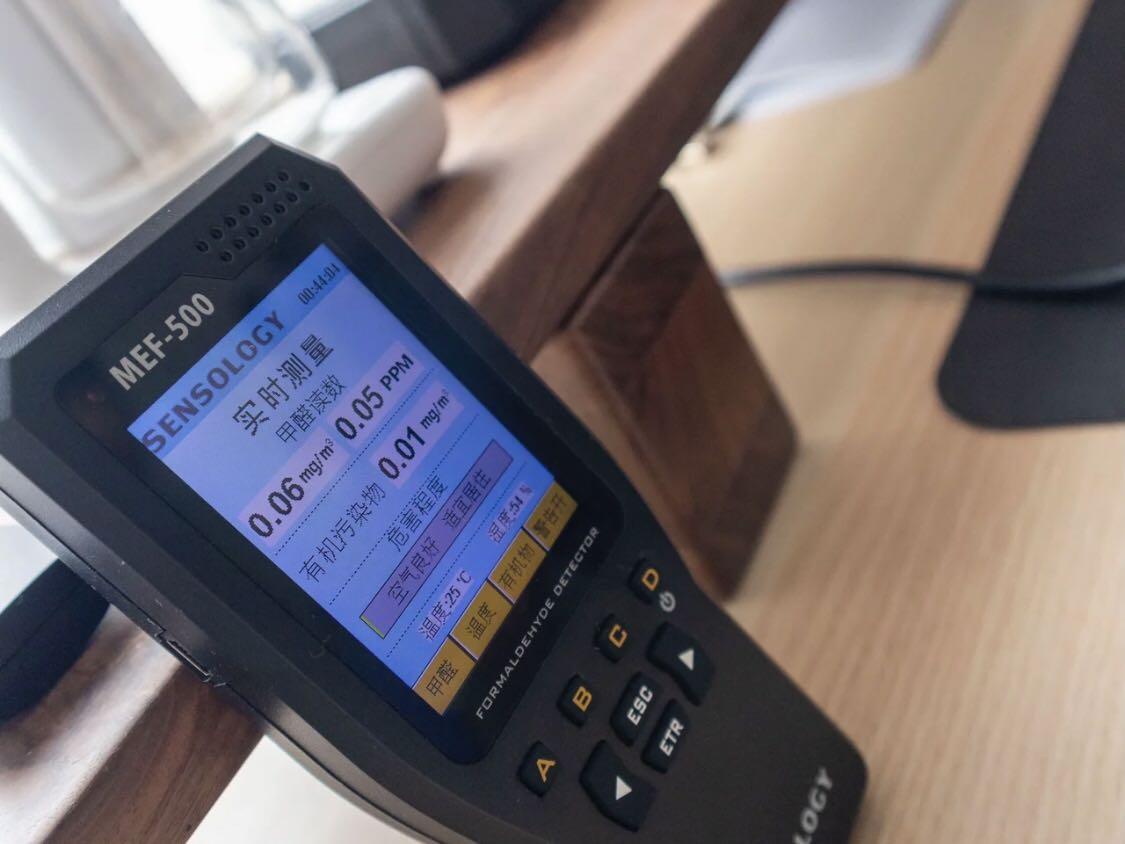 MEF-500
00:44:04
SENSOLOGY
实时测量
甲醛读数
0.06 mg/m³ 0.05 PPM
有机污染物 0.01 mg/m³
危害程度
空气良好 适宜居住
温度:25 ℃ 湿度:54 %
甲醛 温度 有机物 警告开
FORMALDEHYDE DETECTOR
A B C D
ESC
ETR
LOGY